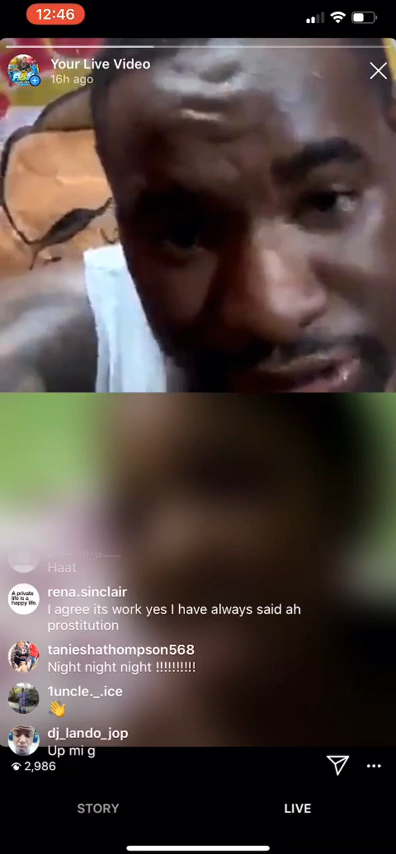 12:46
Your Live Video
16h ago
Haat
rena.sinclair
I agree its work yes I have always said ah
prostitution
tanieshathompson568
Night night night !!!!!!!!!!
1uncle._.ice
👋
dj_lando_jop
Up mi g
2,986
STORY
LIVE